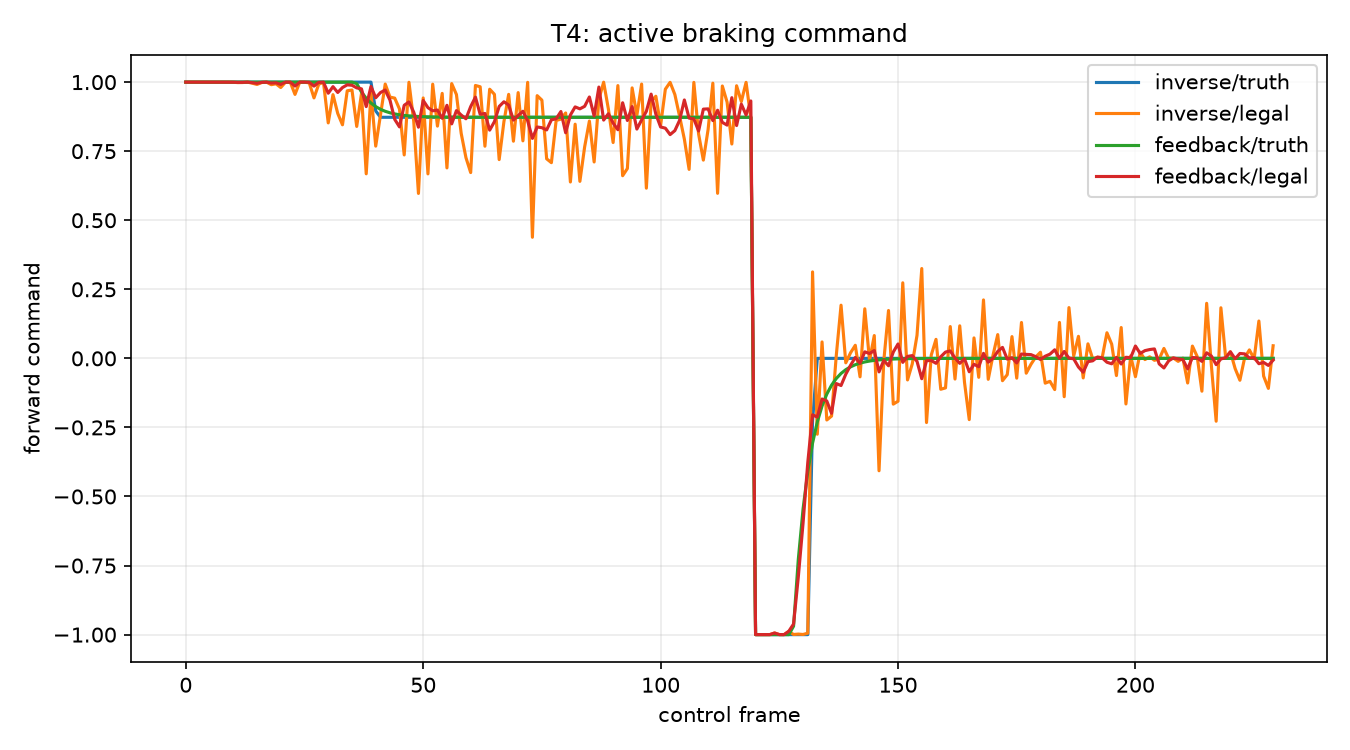 T4: active braking command
inverse/truth
inverse/legal
feedback/truth
feedback/legal
forward command
1.00
0.75
0.50
0.25
0.00
−0.25
−0.50
−0.75
−1.00
0
50
100
150
200
control frame